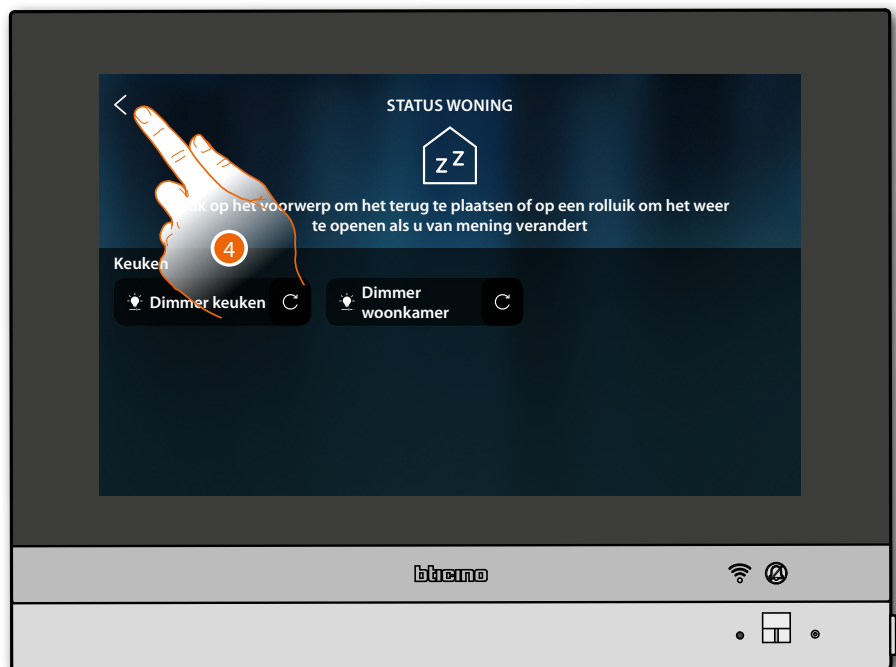 STATUS WONING
z Z
op het voorwerp om het terug te plaatsen of op een rolluik om het weer
te openen als u van mening verandert
4
Keuken
Dimmer keuken
Dimmer
woonkamer
bticino